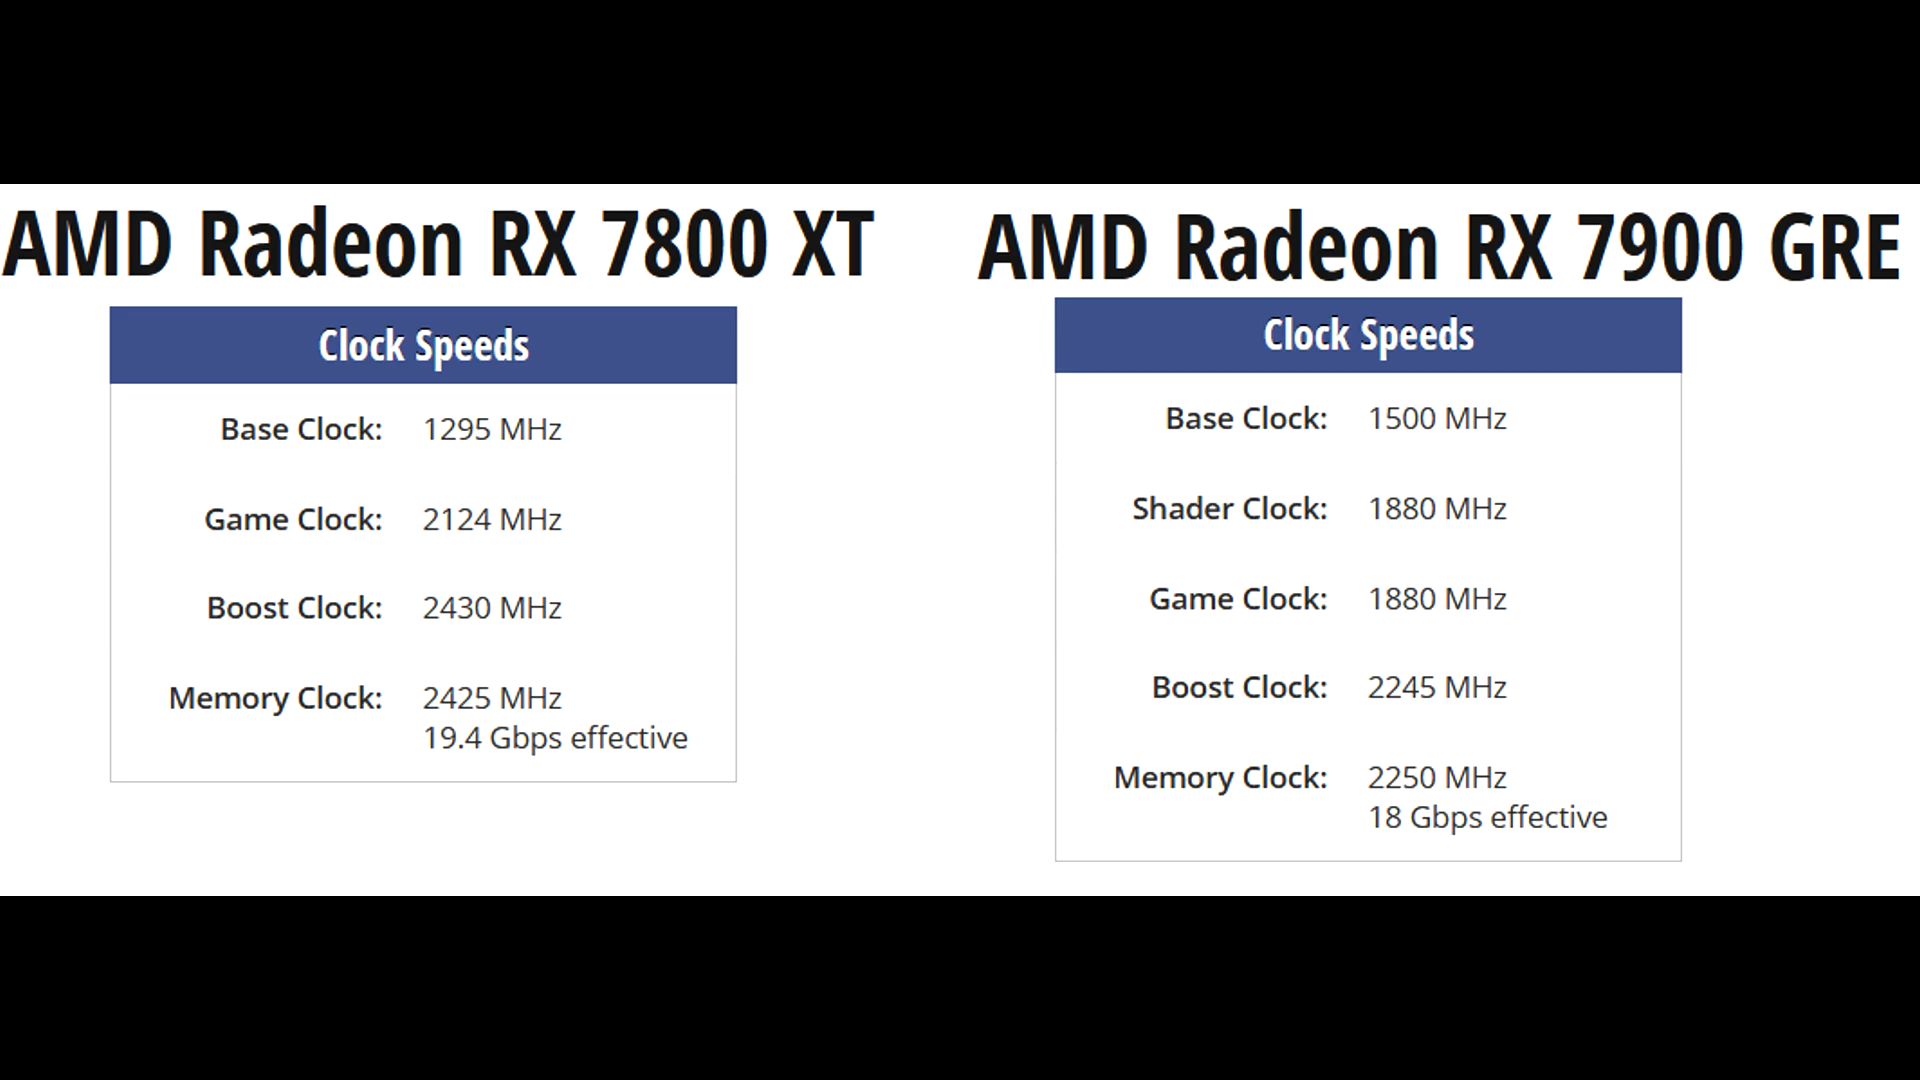 AMD Radeon RX 7800 XT
Clock Speeds
Base Clock: 1295 MHz
Game Clock: 2124 MHz
Boost Clock: 2430 MHz
Memory Clock: 2425 MHz
19.4 Gbps effective
AMD Radeon RX 7900 GRE
Clock Speeds
Base Clock: 1500 MHz
Shader Clock: 1880 MHz
Game Clock: 1880 MHz
Boost Clock: 2245 MHz
Memory Clock: 2250 MHz
18 Gbps effective